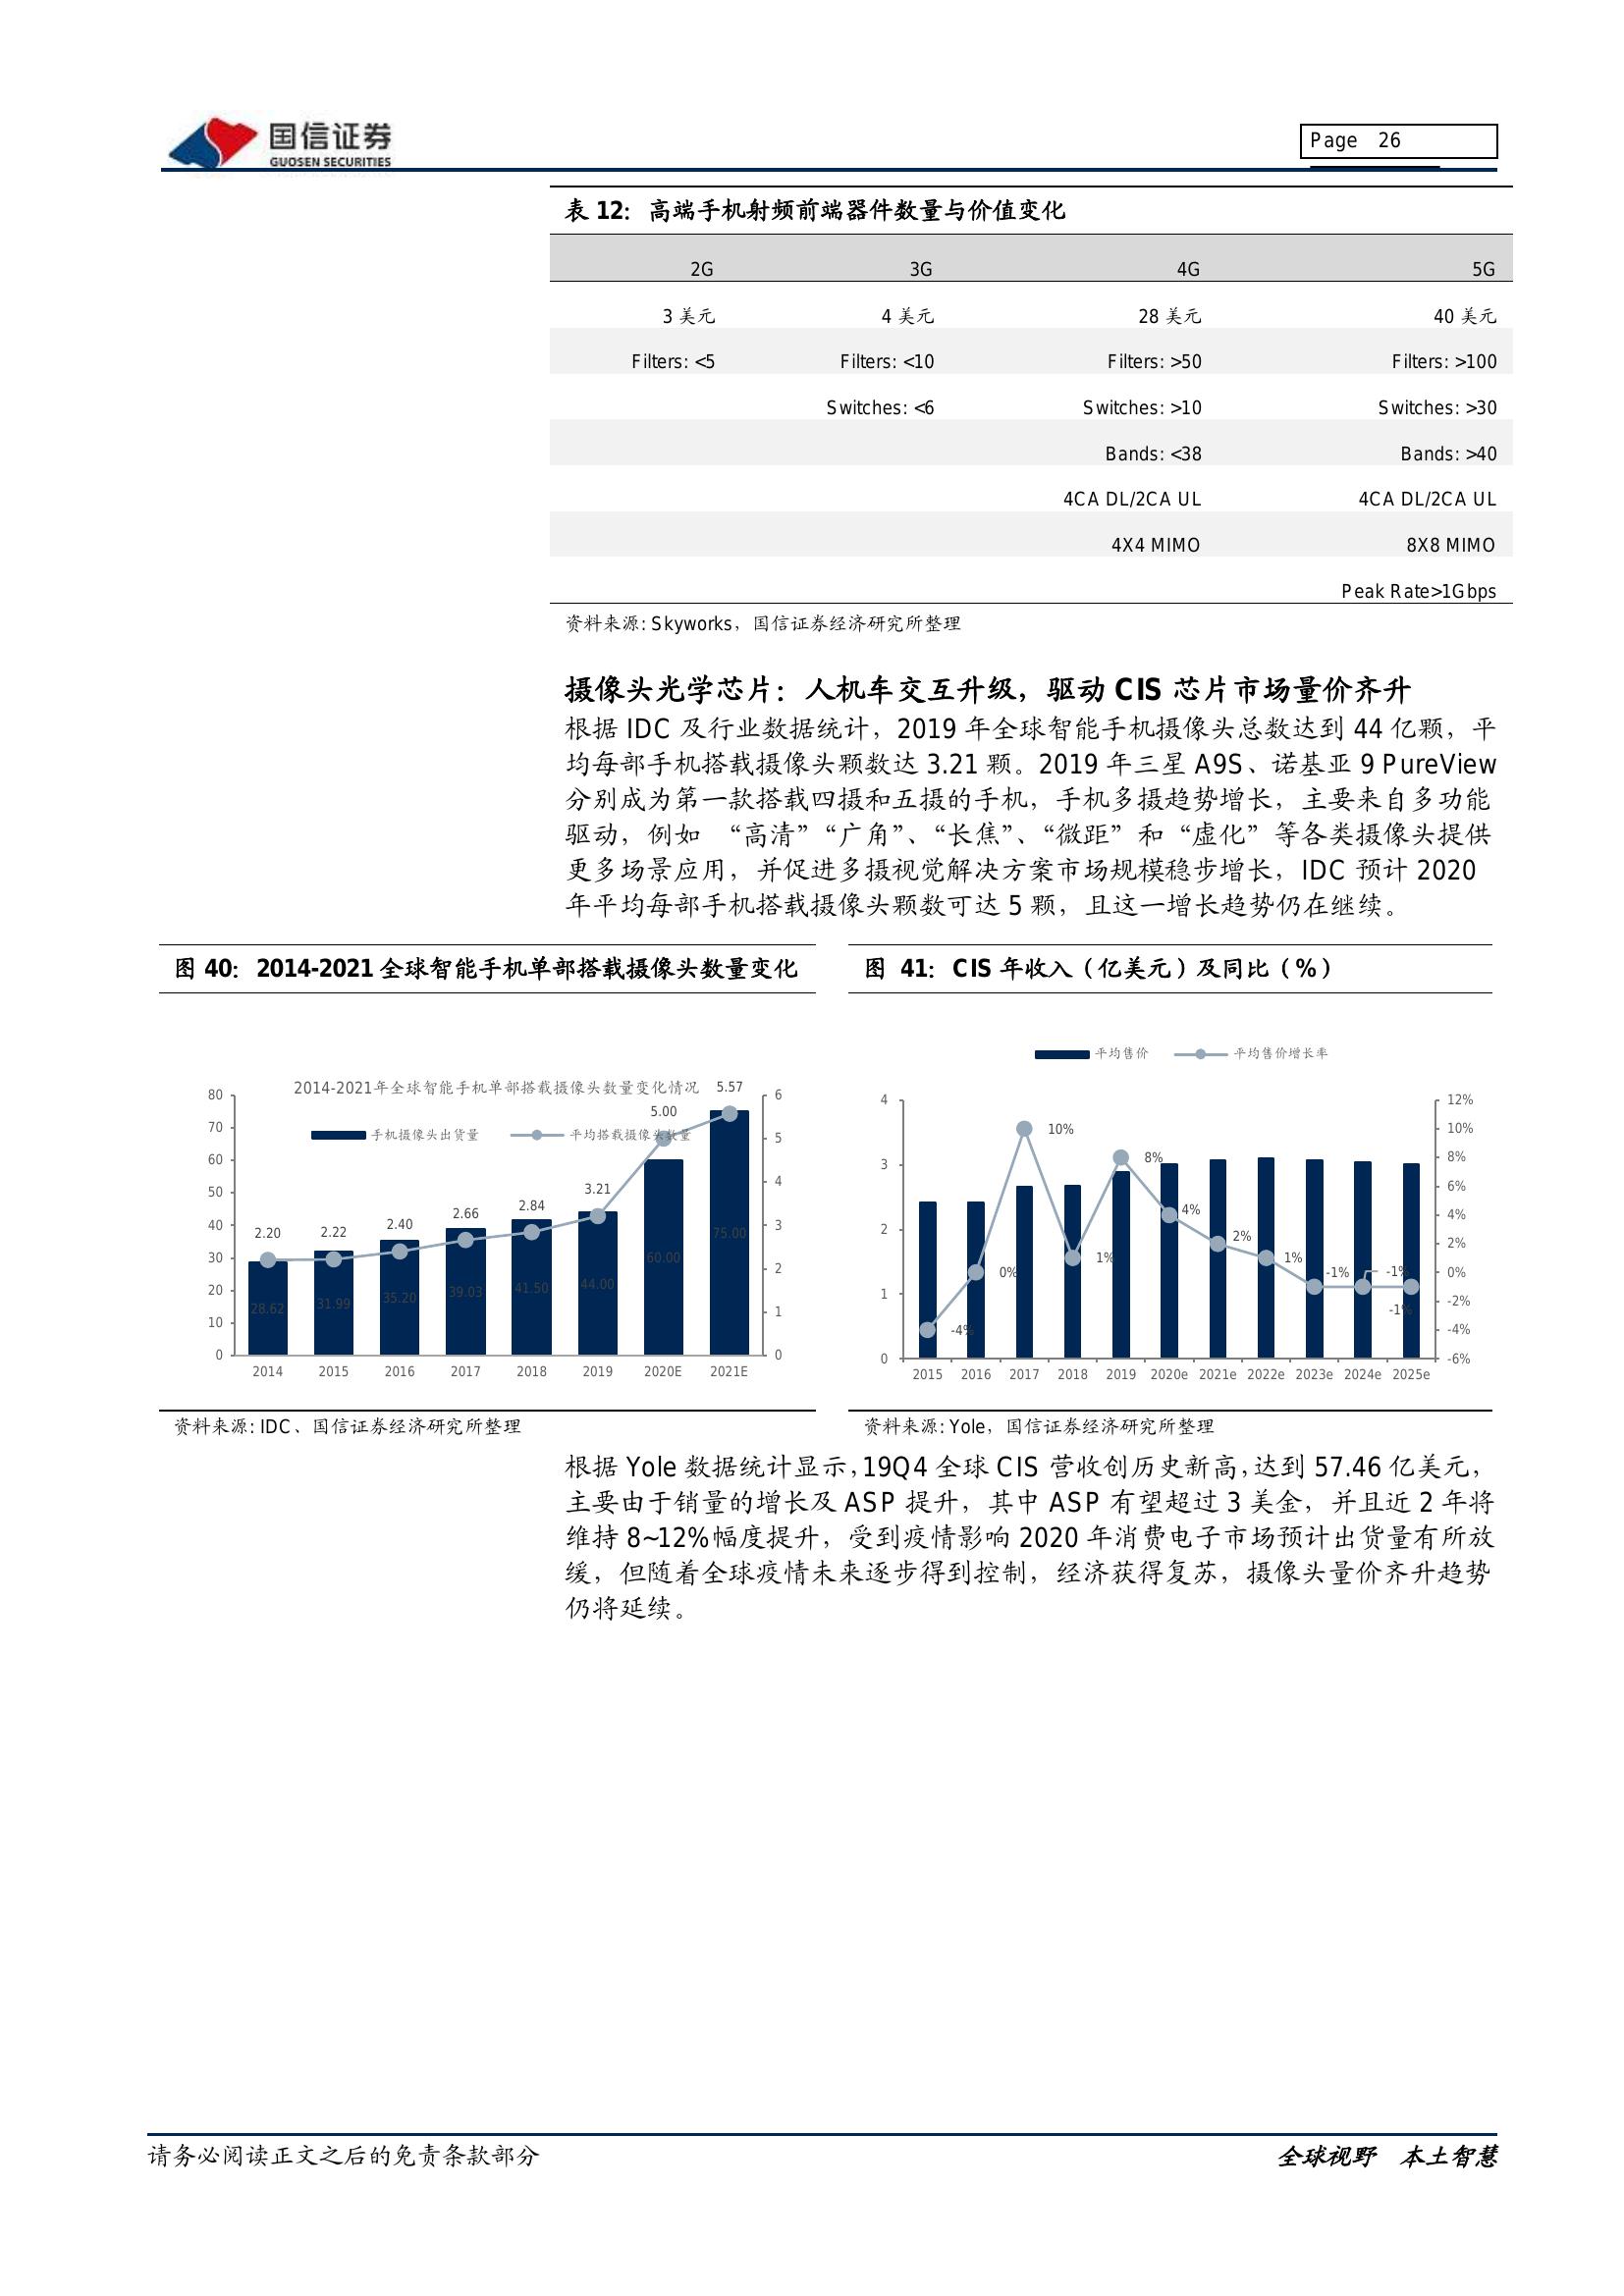 国信证券
GUOSEN SECURITIES
Page 26
表 12：高端手机射频前端器件数量与价值变化
2G 3G 4G 5G
3 美元 4 美元 28 美元 40 美元
Filters: <5 Filters: <10 Filters: >50 Filters: >100
Switches: <6 Switches: >10 Switches: >30
Bands: <38 Bands: >40
4CA DL/2CA UL 4CA DL/2CA UL
4X4 MIMO 8X8 MIMO
Peak Rate>1Gbps
资料来源: Skyworks，国信证券经济研究所整理
摄像头光学芯片：人机车交互升级，驱动 CIS 芯片市场量价齐升
根据 IDC 及行业数据统计，2019 年全球智能手机摄像头总数达到 44 亿颗，平
均每部手机搭载摄像头颗数达 3.21 颗。2019 年三星 A9S、诺基亚 9 PureView
分别成为第一款搭载四摄和五摄的手机，手机多摄趋势增长，主要来自多功能
驱动，例如 “高清”“广角”、“长焦”、“微距” 和 “虚化” 等各类摄像头提供
更多场景应用，并促进多摄视觉解决方案市场规模稳步增长，IDC 预计 2020
年平均每部手机搭载摄像头颗数可达 5 颗，且这一增长趋势仍在继续。
图 40：2014-2021 全球智能手机单部搭载摄像头数量变化
2014-2021年全球智能手机单部搭载摄像头数量变化情况
手机摄像头出货量 平均搭载摄像头数量
80
70
60
50
40
30
20
10
0
6
5
4
3
2
1
0
2.20 2.22 2.40 2.66 2.84 3.21 5.00 5.57
28.62 31.99 35.20 39.03 41.50 44.00 60.00 75.00
2014 2015 2016 2017 2018 2019 2020E 2021E
资料来源: IDC、国信证券经济研究所整理
图 41：CIS 年收入（亿美元）及同比（%）
平均售价 平均售价增长率
4
3
2
1
0
12%
10%
8%
6%
4%
2%
0%
-2%
-4%
-6%
-4% 0% 10% 1% 8% 4% 2% 1% -1% -1% -1%
2015 2016 2017 2018 2019 2020e 2021e 2022e 2023e 2024e 2025e
资料来源: Yole，国信证券经济研究所整理
根据 Yole 数据统计显示，19Q4 全球 CIS 营收创历史新高，达到 57.46 亿美元，
主要由于销量的增长及 ASP 提升，其中 ASP 有望超过 3 美金，并且近 2 年将
维持 8~12%幅度提升，受到疫情影响 2020 年消费电子市场预计出货量有所放
缓，但随着全球疫情未来逐步得到控制，经济获得复苏，摄像头量价齐升趋势
仍将延续。
请务必阅读正文之后的免责条款部分
全球视野 本土智慧